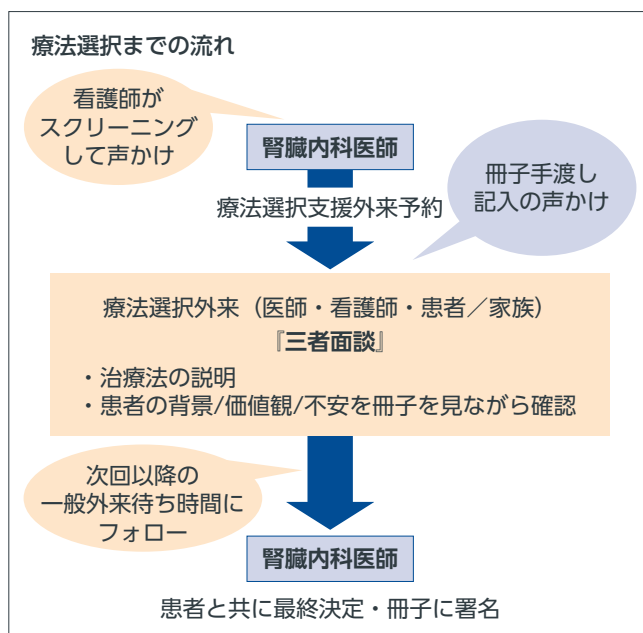 療法選択までの流れ
看護師が
スクリーニング
して声かけ
腎臓内科医師
冊子手渡し
記入の声かけ
療法選択支援外来予約
療法選択外来（医師・看護師・患者／家族）
『三者面談』
・治療法の説明
・患者の背景/価値観/不安を冊子を見ながら確認
次回以降の
一般外来待ち時間に
フォロー
腎臓内科医師
患者と共に最終決定・冊子に署名